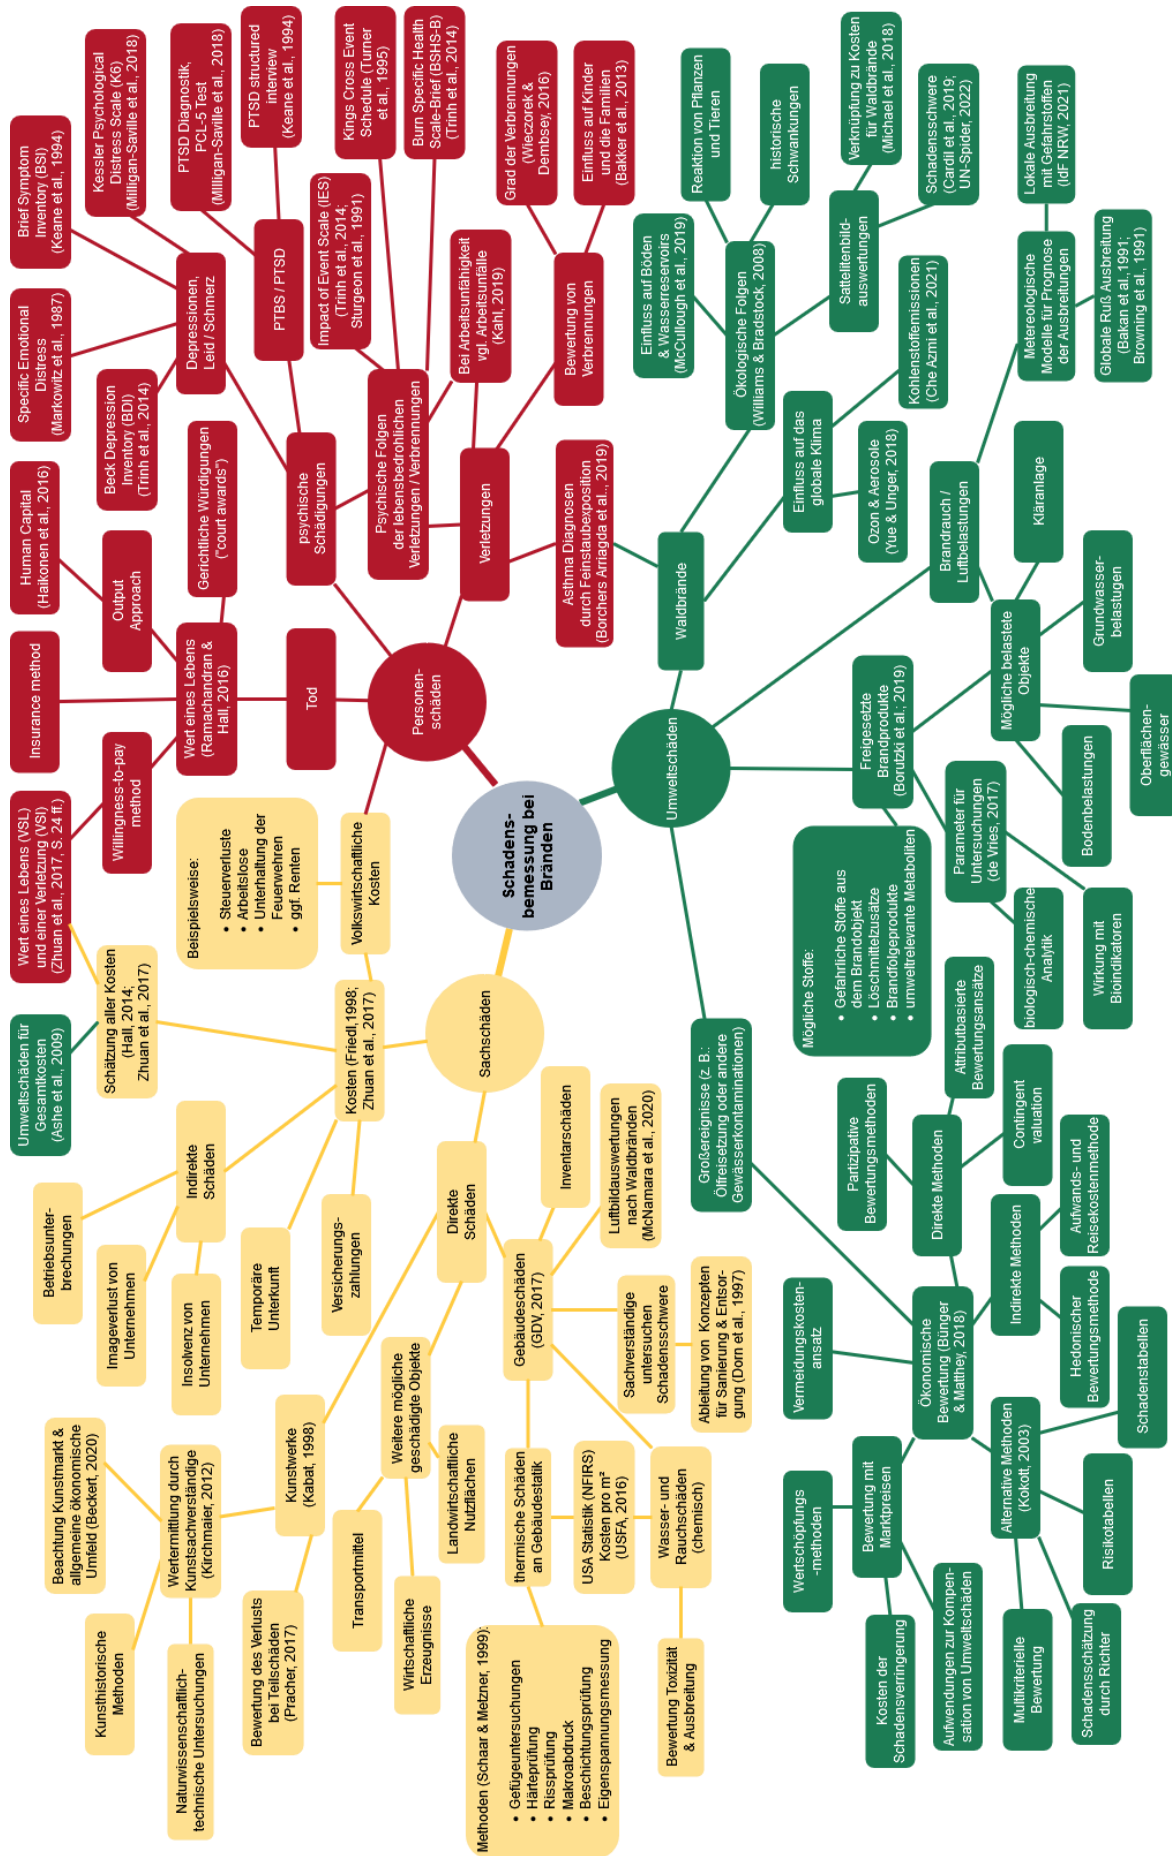 Schadens-
bemessung bei
Bränden
Sachschäden
Personen-
schäden
Umweltschäden
Umweltschäden für
Gesamtkosten
(Ashe et al., 2009)
Wert eines Lebens (VSL)
und einer Verletzung (VSI)
(Zhuan et al., 2017, S. 24 ff.)
Schätzung aller Kosten
(Hall, 2014;
Zhuan et al., 2017)
Kosten (Friedl,1998;
Zhuan et al., 2017)
Volkswirtschaftliche
Kosten
Beispielsweise:
• Steuerverluste
• Arbeitslose
• Unterhaltung der
Feuerwehren
• ggf. Renten
Indirekte
Schäden
Betriebsunter-
brechungen
Imageverlust von
Unternehmen
Insolvenz von
Unternehmen
Temporäre
Unterkunft
Versicherungs-
zahlungen
Direkte
Schäden
Kunstwerke
(Kabat, 1998)
Wertermittlung durch
Kunstsachverständige
(Kirchmaier, 2012)
Beachtung Kunstmarkt &
allgemeine ökonomische
Umfeld (Beckert, 2020)
Kunsthistorische
Methoden
Naturwissenschaftlich-
technische Untersuchungen
Bewertung des Verlusts
bei Teilschäden
(Pracher, 2017)
Weitere mögliche
geschädigte Objekte
Transportmittel
Wirtschaftliche
Erzeugnisse
Landwirtschaftliche
Nutzflächen
Gebäudeschäden
(GDV, 2017)
Inventarschäden
Luftbildauswertungen
nach Waldbränden
(McNamara et al., 2020)
Sachverständige
untersuchen
Schadensschwere
Ableitung von Konzepten
für Sanierung & Entsor-
gung (Dorn et al., 1997)
thermische Schäden
an Gebäudestatik
USA Statistik (NFIRS)
Kosten pro m²
(USFA, 2016)
Wasser- und
Rauchschäden
(chemisch)
Bewertung Toxizität
& Ausbreitung
Methoden (Schaar & Metzner, 1999):
• Gefügeuntersuchungen
• Härteprüfung
• Rissprüfung
• Makroabdruck
• Beschichtungsprüfung
• Eigenspannungsmessung
Tod
Wert eines Lebens
(Ramachandran &
Hall, 2016)
Willingness-to-pay
method
Insurance method
Output
Approach
Human Capital
(Haikonen et al., 2016)
Gerichtliche Würdigungen
("court awards")
psychische
Schädigungen
Depressionen,
Leid / Schmerz
Beck Depression
Inventory (BDI)
(Trinh et al., 2014)
Specific Emotional
Distress
(Markowitz et al., 1987)
Brief Symptom
Inventory (BSI)
(Keane et al., 1994)
Kessler Psychological
Distress Scale (K6)
(Milligan-Saville et al., 2018)
PTBS / PTSD
PTSD Diagnostik,
PCL-5 Test
(MIlligan-Saville et al., 2018)
PTSD structured
interview
(Keane et al., 1994)
Psychische Folgen
der lebensbedrohlichen
Verletzungen / Verbrennungen
Impact of Event Scale (IES)
(Trinh et al., 2014;
Sturgeon et al., 1991)
Kings Cross Event
Schedule (Turner
et al., 1995)
Burn Specific Health
Scale-Brief (BSHS-B)
(Trinh et al., 2014)
Bei Arbeitsunfähigkeit
vgl. Arbeitsunfälle
(Kahl, 2019)
Verletzungen
Bewertung von
Verbrennungen
Grad der Verbrennungen
(Wieczorek &
Dembsey, 2016)
Einfluss auf Kinder
und die Familien
(Bakker et al., 2013)
Asthma Diagnosen
durch Feinstaubexposition
(Borchers Arriagda et al.., 2019)
Waldbrände
Ökologische Folgen
(Williams & Bradstock, 2008)
Einfluss auf Böden
& Wasserreservoirs
(McCullough et al., 2019)
Reaktion von Pflanzen
und Tieren
historische
Schwankungen
Sattelitenbild-
auswertungen
Verknüpfung zu Kosten
für Waldbrände
(Michael et al., 2018)
Schadensschwere
(Cardil et al., 2019;
UN-Spider, 2022)
Einfluss auf das
globale Klima
Kohlenstoffemissionen
(Che Azmi et al., 2021)
Ozon & Aerosole
(Yue & Unger, 2018)
Brandrauch /
Luftbelastungen
Metereologische
Modelle für Prognose
der Ausbreitungen
Lokale Ausbreitung
mit Gefahrstoffen
(IdF NRW, 2021)
Globale Ruß Ausbreitung
(Bakan et al.,1991;
Browning et al., 1991)
Mögliche belastete
Objekte
Kläranlage
Grundwasser-
belastugen
Oberflächen-
gewässer
Bodenbelastungen
Freigesetzte
Brandprodukte
(Borutzki et al.; 2019)
Parameter für
Untersuchungen
(de Vries, 2017)
biologisch-chemische
Analytik
Wirkung mit
Bioindikatoren
Mögliche Stoffe:
• Gefährliche Stoffe aus
dem Brandobjekt
• Löschmittelzusätze
• Brandfolgeprodukte
• umweltrelevante Metaboliten
Großereignisse (z. B.:
Ölfreisetzung oder andere
Gewässerkontaminationen)
Ökonomische
Bewertung (Bünger
& Matthey, 2018)
Vermeidungskosten-
ansatz
Direkte Methoden
Partizipative
Bewertungsmethoden
Attributbasierte
Bewertungsansätze
Contingent
valuation
Indirekte Methoden
Aufwands- und
Reisekostenmethode
Hedonischer
Bewertungsmethode
Alternative Methoden
(Kokott, 2003)
Schadenstabellen
Risikotabellen
Schadensschätzung
durch Richter
Multikriterielle
Bewertung
Bewertung mit
Marktpreisen
Wertschöpfungs
-methoden
Kosten der
Schadensverringerung
Aufwendungen zur Kompen-
sation von Umweltschäden